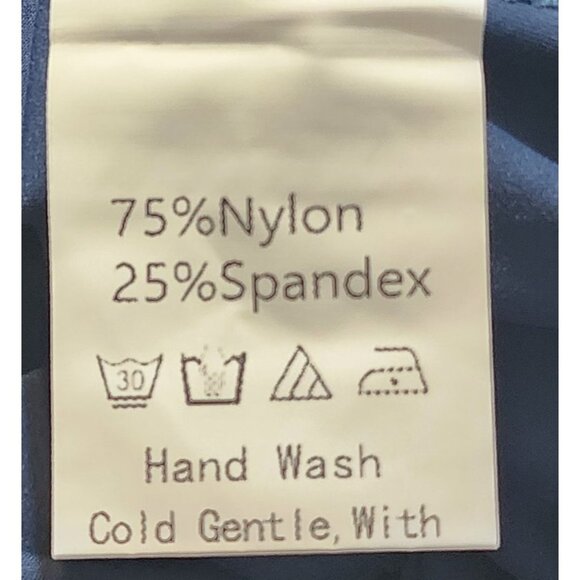 75%Nylon
25%Spandex
30
Hand Wash
Cold Gentle,With